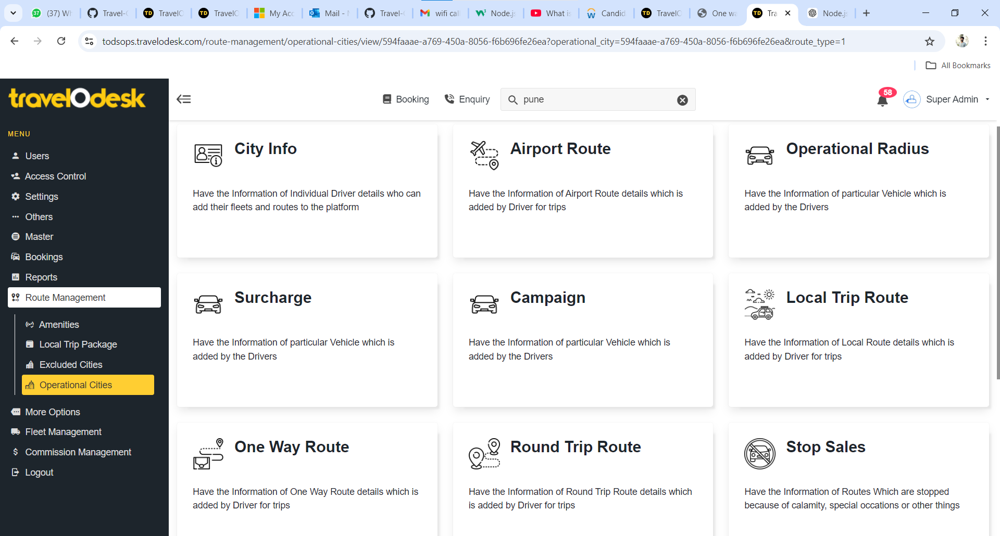 (37) Wh
Travel-O
TravelO
TravelO
My Acc
Mail - N
Travel-O
wifi call
Node.js
What is
Candid
TravelO
One wa
Tra
Node.js
todsops.travelodesk.com/route-management/operational-cities/view/594faaae-a769-450a-8056-f6b696fe26ea?operational_city=594faaae-a769-450a-8056-f6b696fe26ea&route_type=1
All Bookmarks
travelOdesk
Booking
Enquiry
pune
58
Super Admin
MENU
Users
Access Control
Settings
Others
Master
Bookings
Reports
Route Management
Amenities
Local Trip Package
Excluded Cities
Operational Cities
More Options
Fleet Management
Commission Management
Logout
City Info
Have the Information of Individual Driver details who can
add their fleets and routes to the platform
Airport Route
Have the Information of Airport Route details which is
added by Driver for trips
Operational Radius
Have the Information of particular Vehicle which is
added by the Drivers
Surcharge
Have the Information of particular Vehicle which is
added by the Drivers
Campaign
Have the Information of particular Vehicle which is
added by the Drivers
Local Trip Route
Have the Information of Local Route details which is
added by Driver for trips
One Way Route
Have the Information of One Way Route details which is
added by Driver for trips
Round Trip Route
Have the Information of Round Trip Route details which
is added by Driver for trips
Stop Sales
Have the Information of Routes Which are stopped
because of calamity, special occations or other things